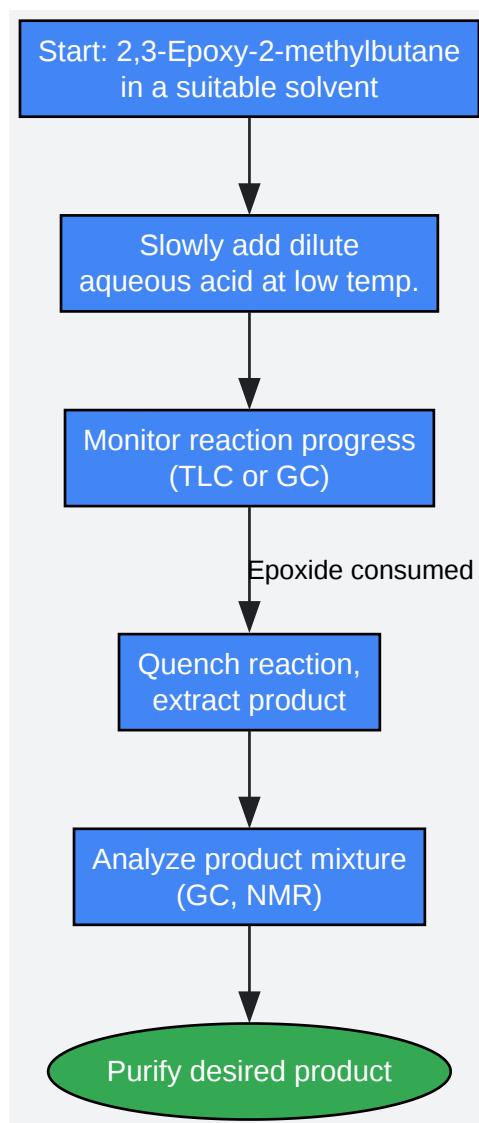 Start: 2,3-Epoxy-2-methylbutane
in a suitable solvent
Slowly add dilute
aqueous acid at low temp.
Monitor reaction progress
(TLC or GC)
Epoxide consumed
Quench reaction,
extract product
Analyze product mixture
(GC, NMR)
Purify desired product